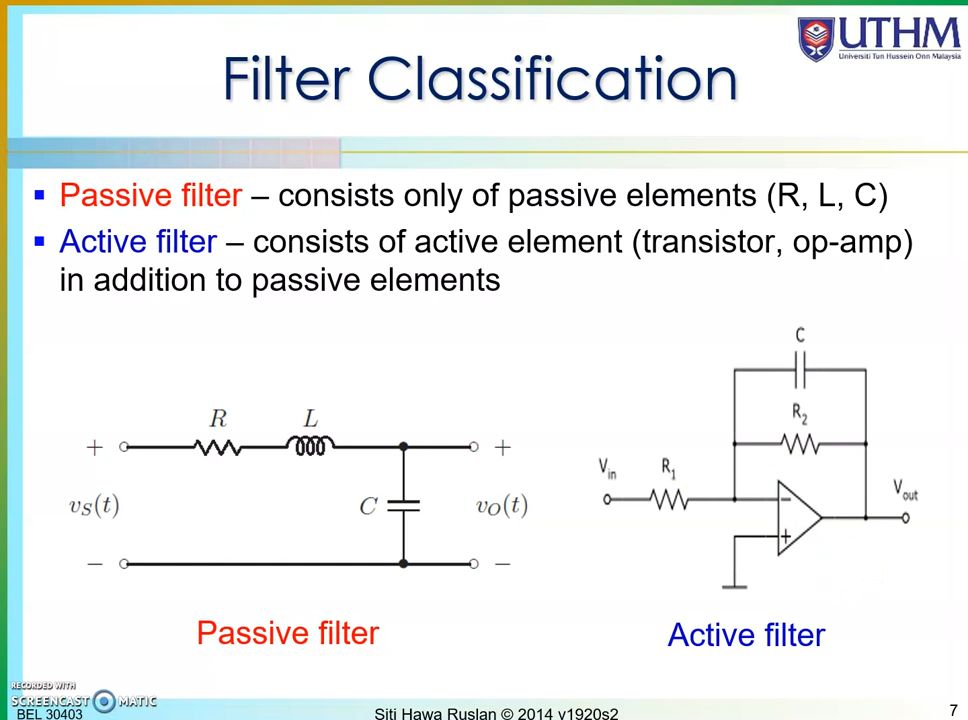 UTHM
Universiti Tun Hussein Onn Malaysia
Filter Classification
Passive filter – consists only of passive elements (R, L, C)
Active filter – consists of active element (transistor, op-amp)
in addition to passive elements
R
L
+
+
vS(t)
C
vO(t)
−
−
Passive filter
C
R2
Vin
R1
−
+
Vout
Active filter
RECORDED WITH
SCREENCAST MATIC
BEL 30403
Siti Hawa Ruslan © 2014 v1920s2
7